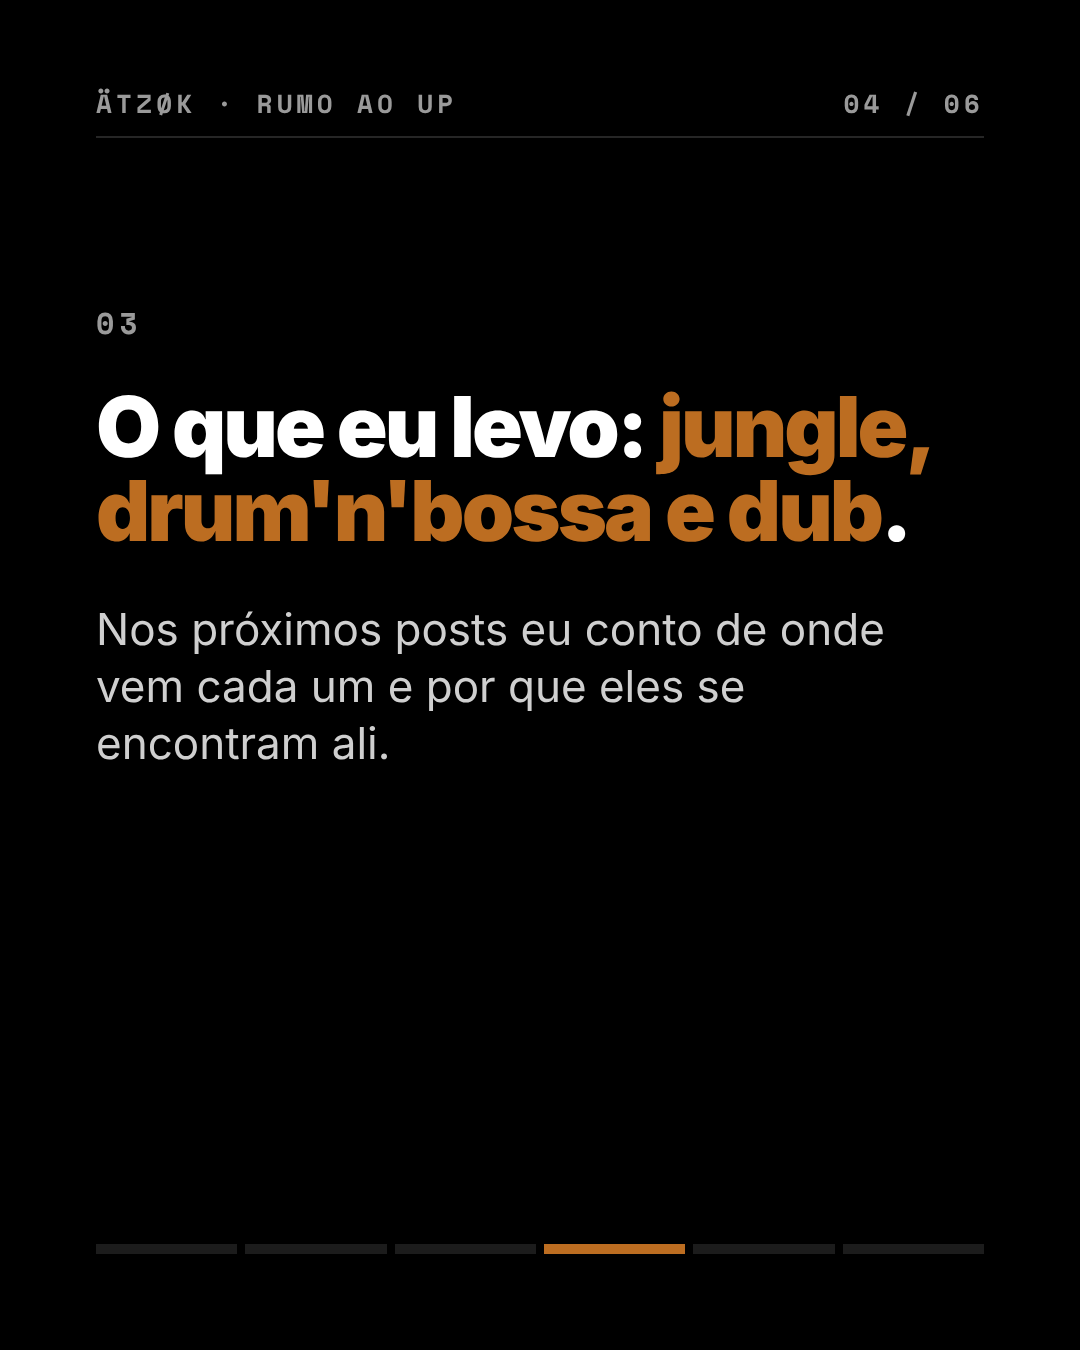 ÄTZØK · RUMO AO UP
04 / 06
03
O que eu levo: jungle,
drum'n'bossa e dub.
Nos próximos posts eu conto de onde
vem cada um e por que eles se
encontram ali.